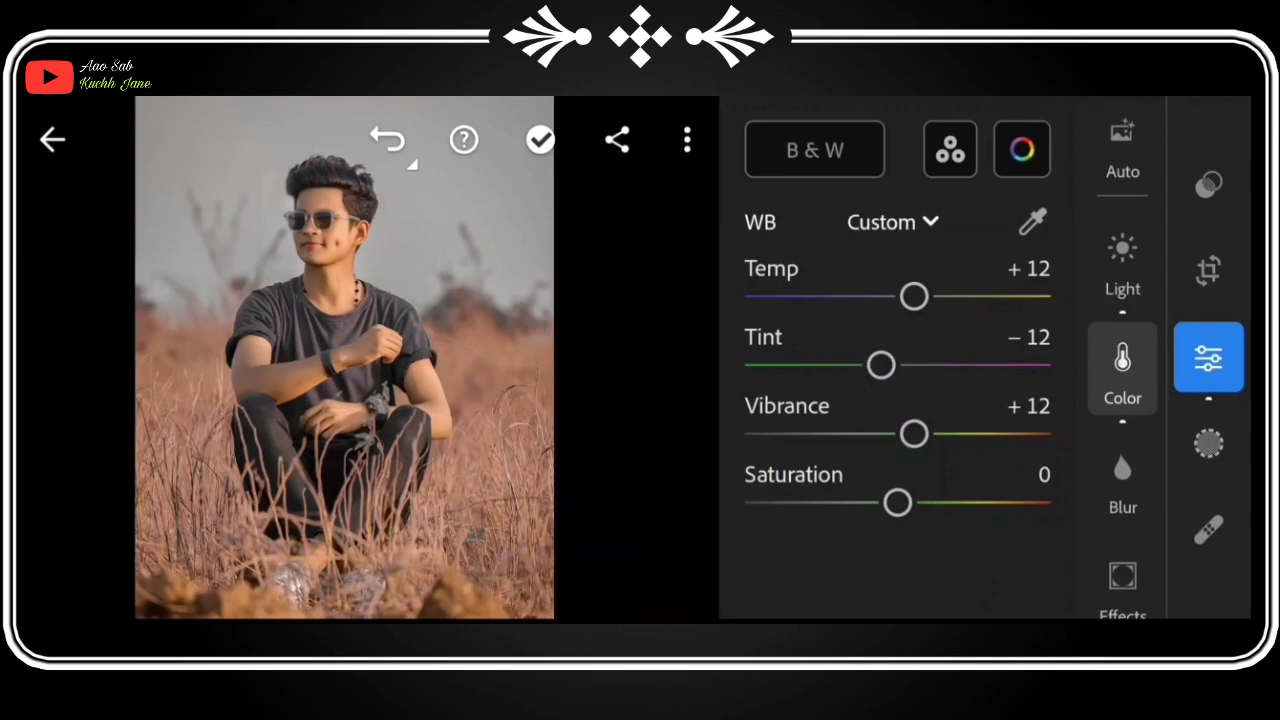 Aao Sab
Kuchh Jane
B & W
Auto
WB Custom
Temp + 12
Light
Tint – 12
Color
Vibrance + 12
Saturation 0
Blur
Effects